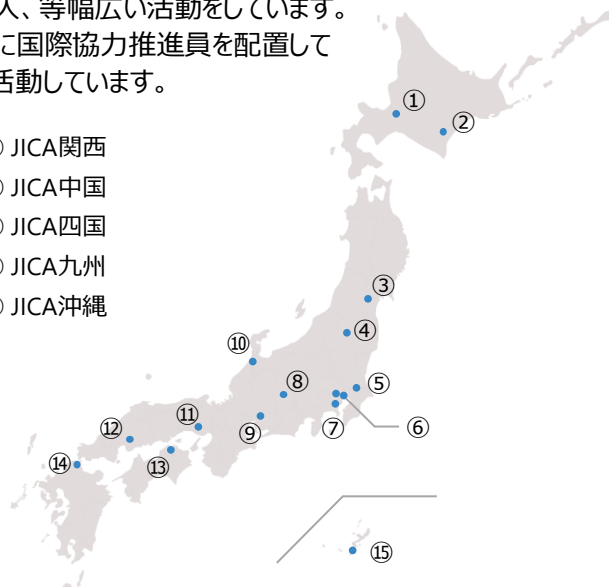 人、等幅広い活動をしています。
に国際協力推進員を配置して
活動しています。
JICA関西
JICA中国
JICA四国
JICA九州
JICA沖縄
①
②
③
④
⑤
⑥
⑦
⑧
⑨
⑩
⑪
⑫
⑬
⑭
⑮